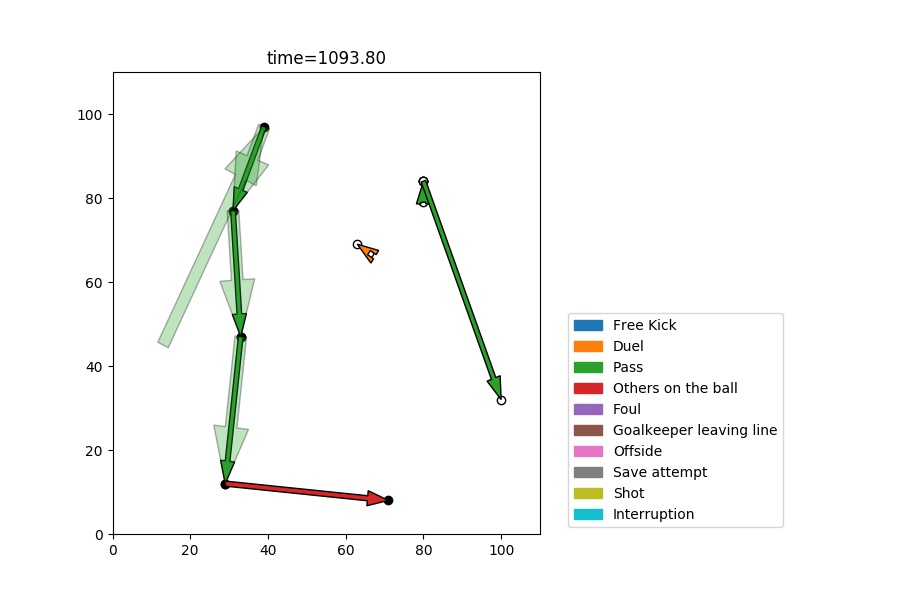 time=1093.80
100
80
60
40
20
0
0 20 40 60 80 100
Free Kick
Duel
Pass
Others on the ball
Foul
Goalkeeper leaving line
Offside
Save attempt
Shot
Interruption